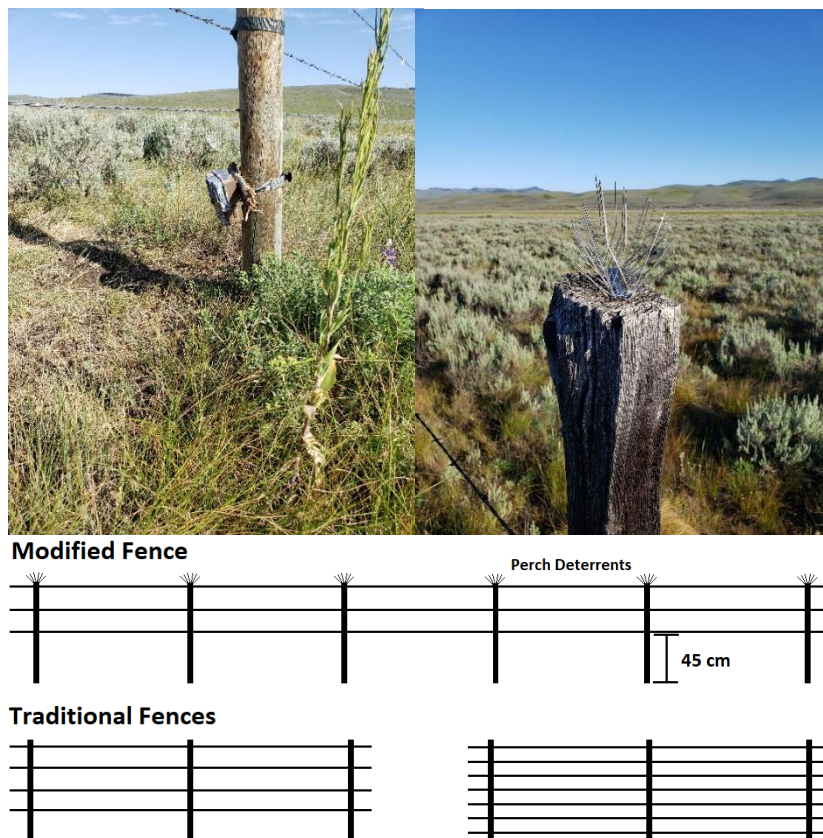 Modified Fence
Perch Deterrents
45 cm
Traditional Fences